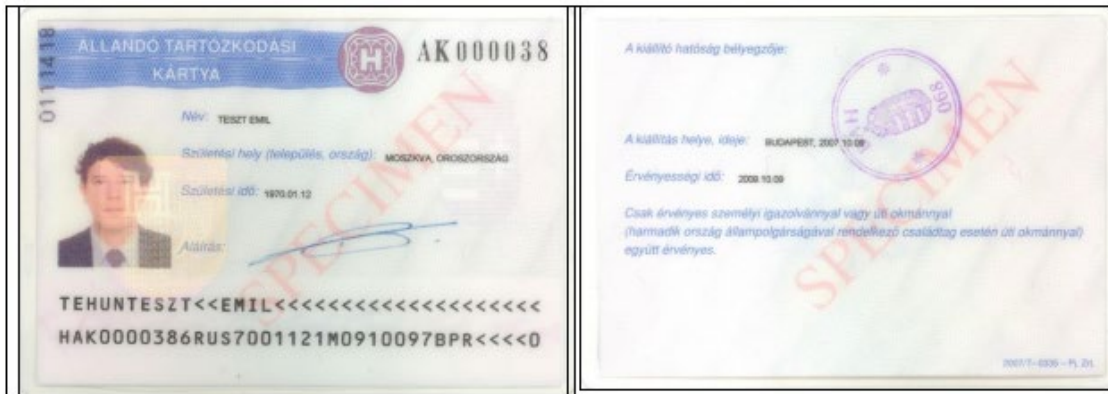 ÁLLANDÓ TARTÓZKODÁSI
KÁRTYA
H
AK000038
01111418
Név: TESZT EMIL
Születési hely (település, ország): MOSZKVA, OROSZORSZÁG
Születési idő: 1970.01.12
Aláírás:
SPECIMEN
TEHUNTESZT<<EMIL<<<<<<<<<<<<<<<<<<<<<<
HAK0000386RUS7001121M0910097BPR<<<<0
A kiállító hatóság bélyegzője:
890
A kiállítás helye, ideje: BUDAPEST, 2007.10.09
Érvényességi idő: 2009.10.09
Csak érvényes személyi igazolvánnyal vagy úti okmánnyal
(harmadik ország állampolgárságával rendelkező családtag esetén úti okmánnyal)
együtt érvényes.
SPECIMEN